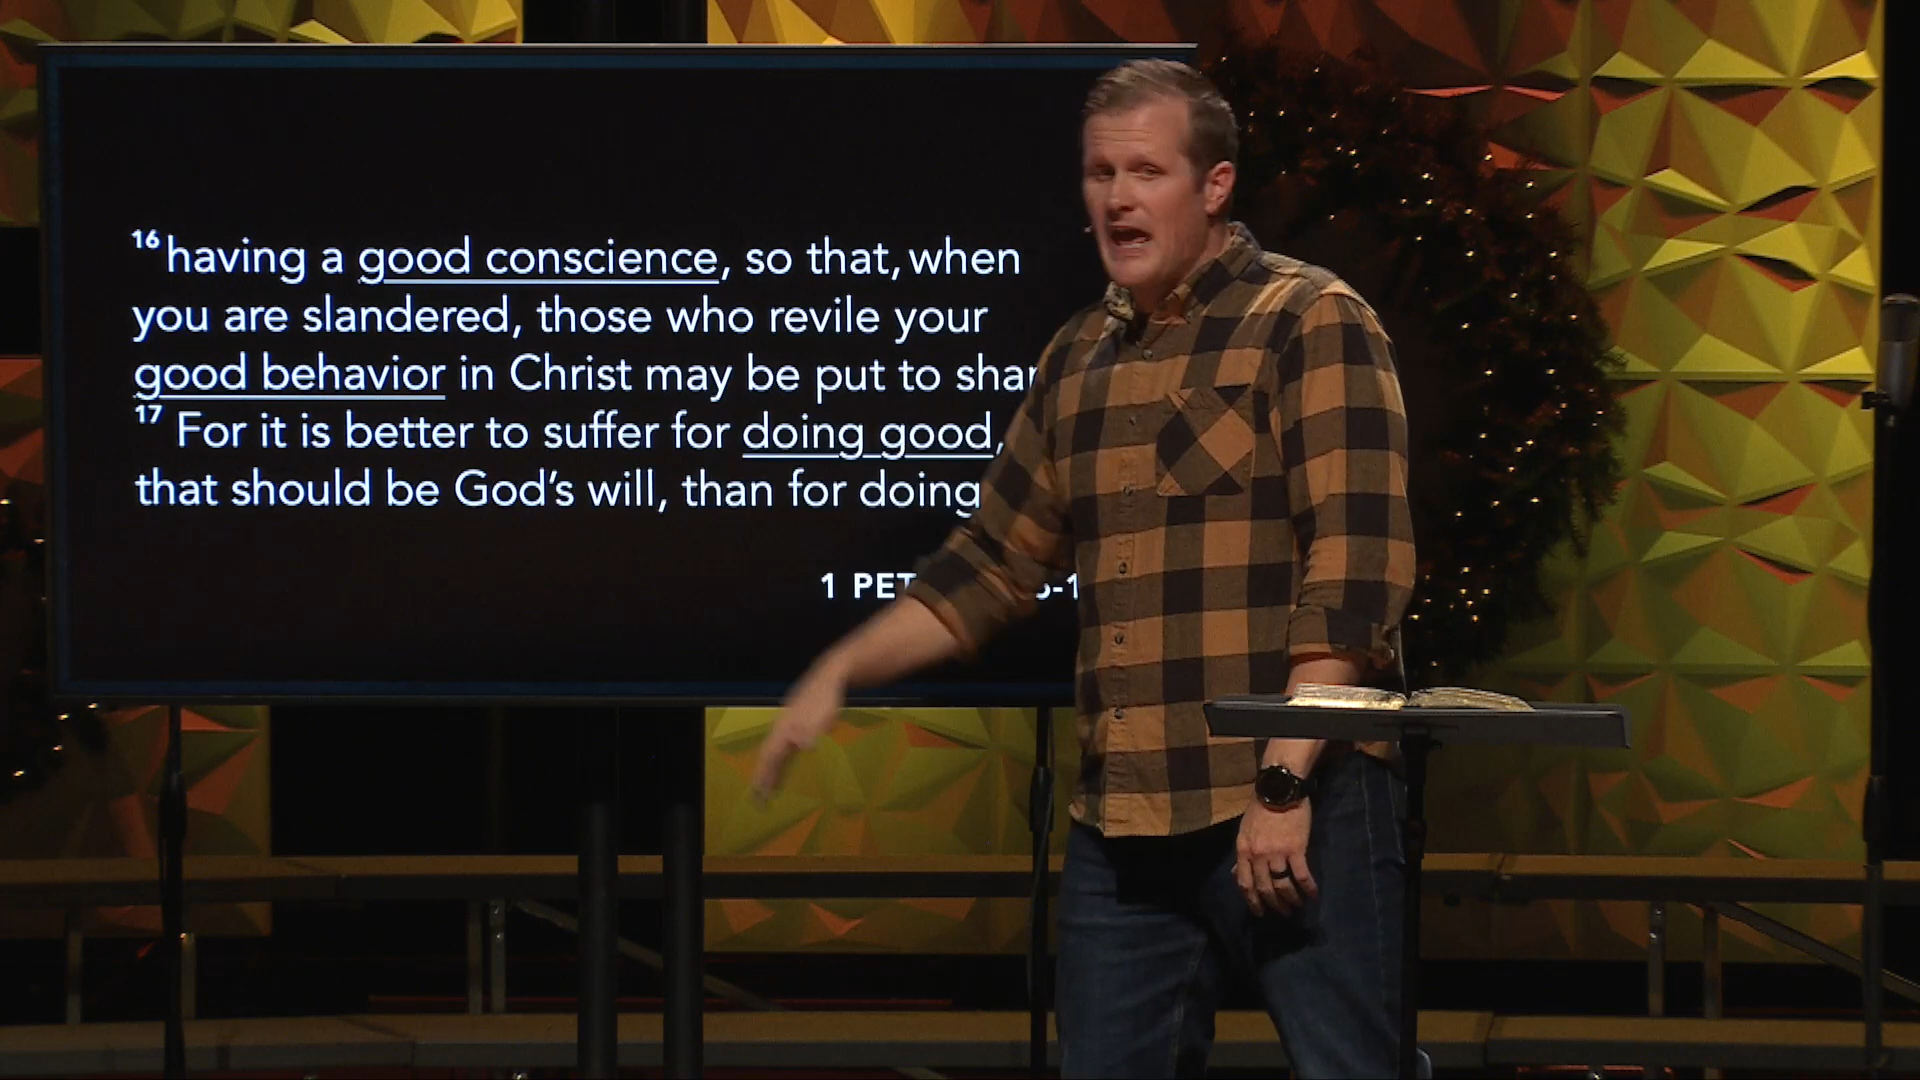 16 having a good conscience, so that, when
you are slandered, those who revile your
good behavior in Christ may be put to
17 For it is better to suffer for doing good,
that should be God's will, than for doing
1